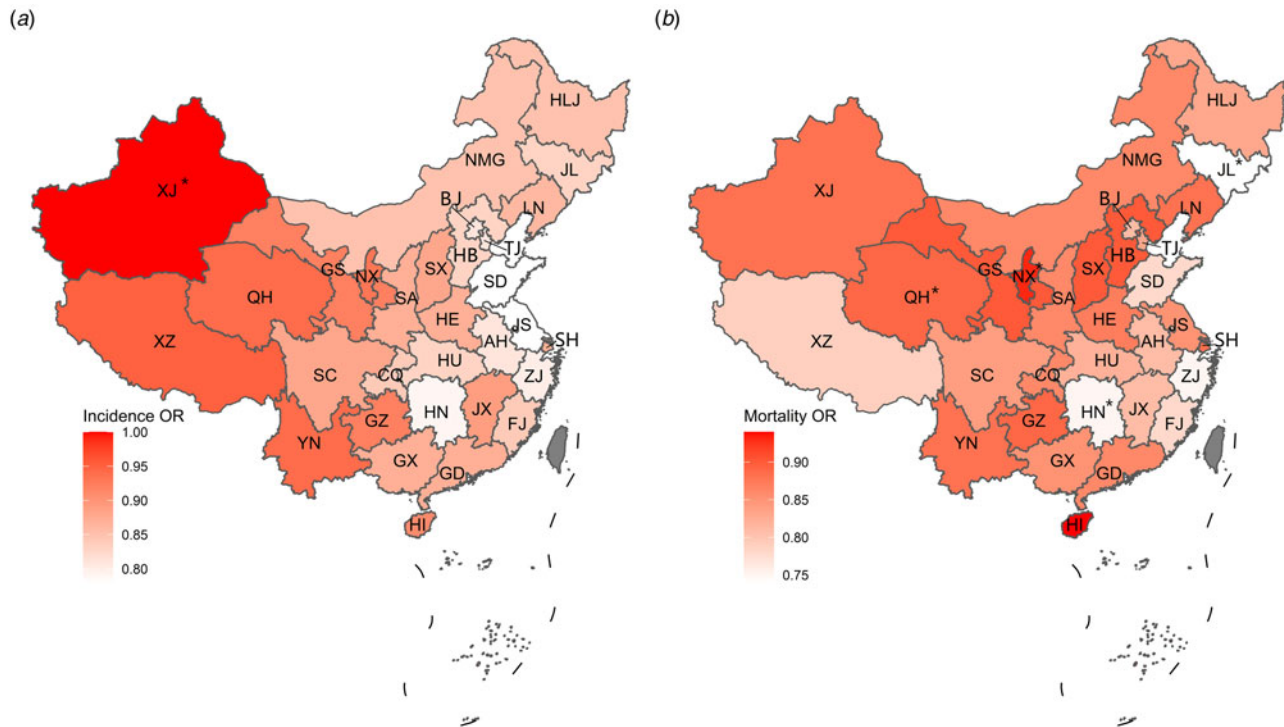 (a)
HLJ
NMG
JL
XJ*
BJ
LN
TJ
HB
GS
NX
SX
SD
QH
SA
HE
JS
XZ
AH
SH
HU
SC
CQ
ZJ
Incidence OR
HN
JX
1.00
FJ
GZ
YN
0.95
GX
GD
0.90
HI
0.85
0.80
(b)
HLJ
NMG
JL*
XJ
BJ
LN
TJ
HB
GS
NX*
SX
SD
QH*
SA
HE
JS
XZ
AH
SH
HU
SC
CQ
ZJ
Mortality OR
HN*
JX
FJ
GZ
YN
0.90
GX
GD
0.85
HI
0.80
0.75